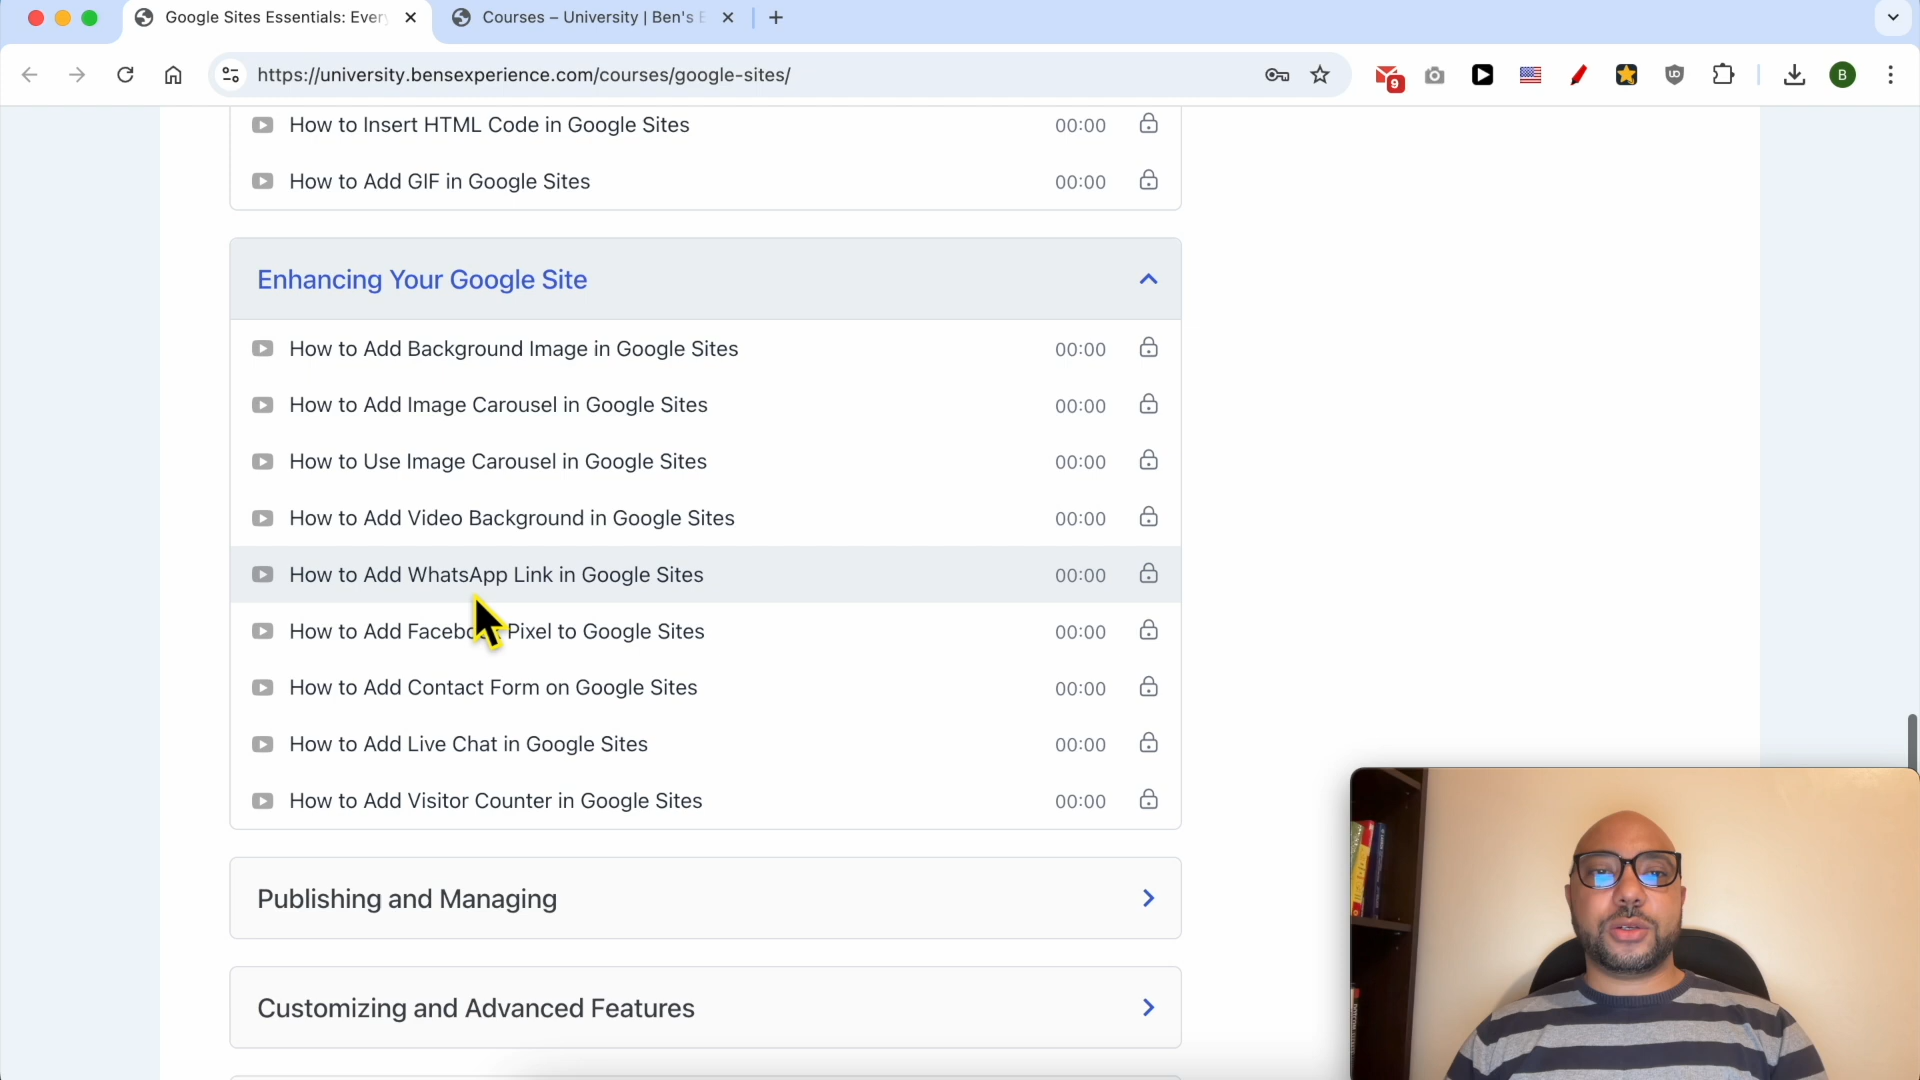 Google Sites Essentials: Ever
Courses – University | Ben's E
https://university.bensexperience.com/courses/google-sites/
9
B
How to Insert HTML Code in Google Sites 00:00
How to Add GIF in Google Sites 00:00
Enhancing Your Google Site
How to Add Background Image in Google Sites 00:00
How to Add Image Carousel in Google Sites 00:00
How to Use Image Carousel in Google Sites 00:00
How to Add Video Background in Google Sites 00:00
How to Add WhatsApp Link in Google Sites 00:00
How to Add Facebook Pixel to Google Sites 00:00
How to Add Contact Form on Google Sites 00:00
How to Add Live Chat in Google Sites 00:00
How to Add Visitor Counter in Google Sites 00:00
Publishing and Managing
Customizing and Advanced Features